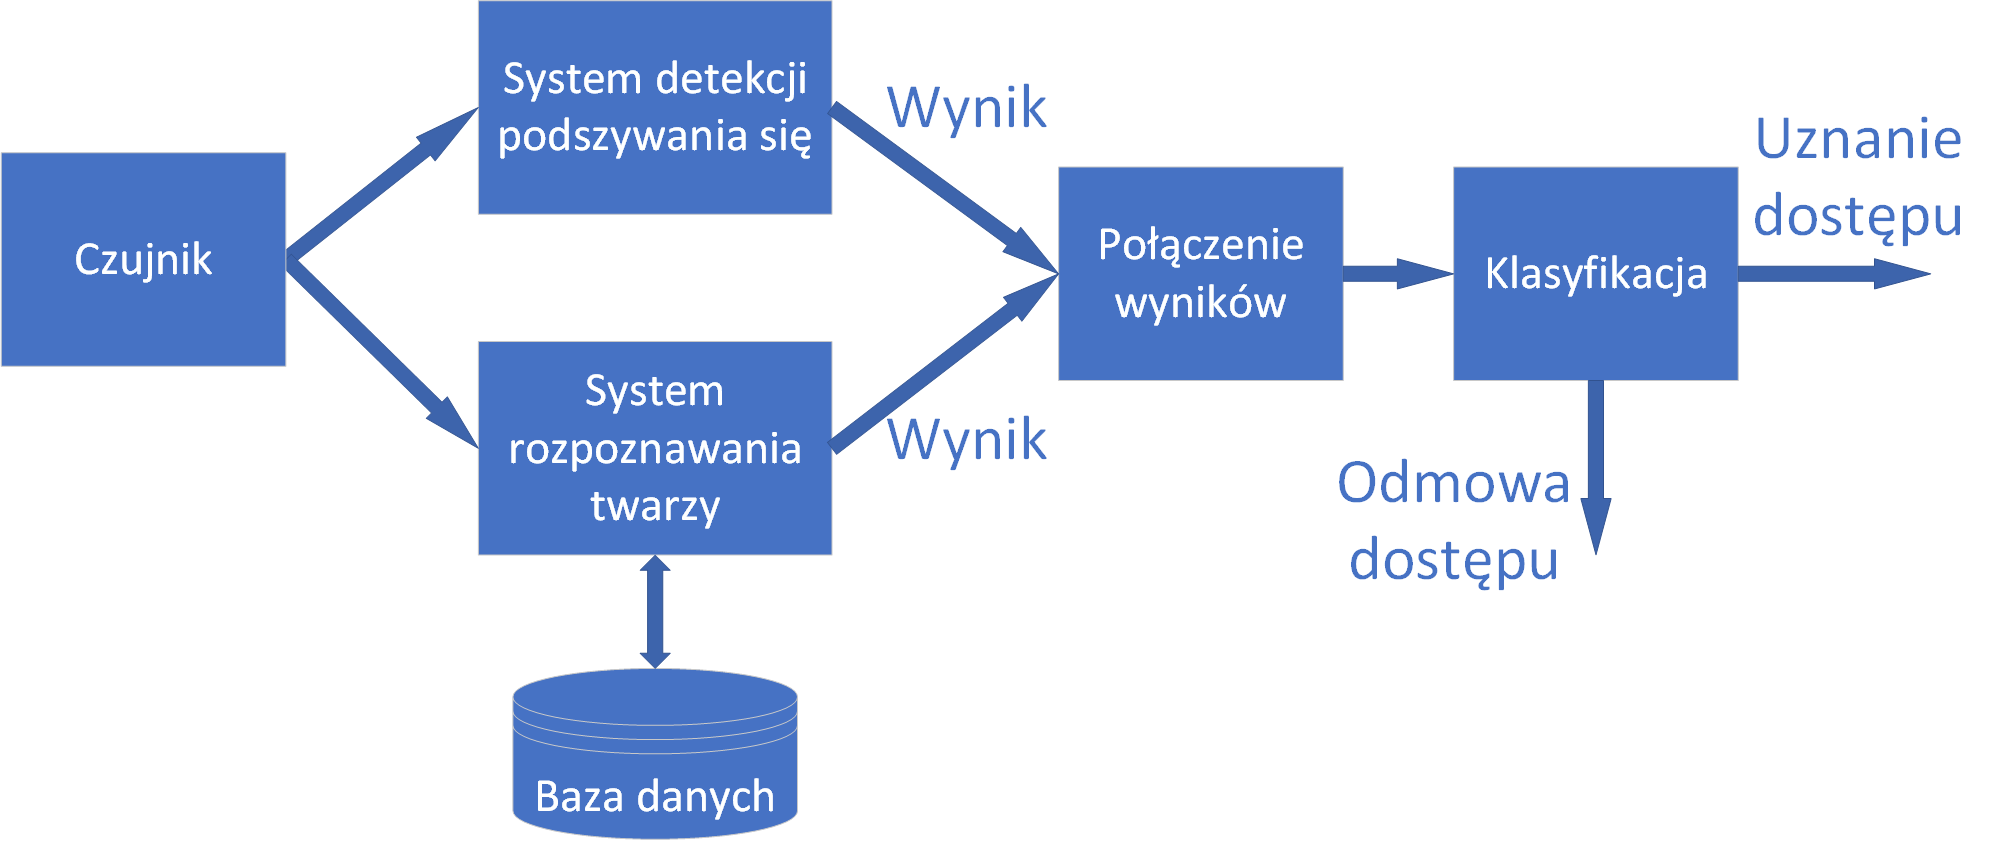 Czujnik
System detekcji
podszywania się
Wynik
System
rozpoznawania
twarzy
Wynik
Baza danych
Połączenie
wyników
Klasyfikacja
Uznanie
dostępu
Odmowa
dostępu